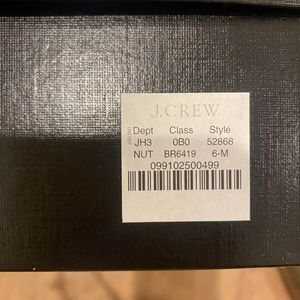 J.CREW
Dept Class Style
JH3 0B0 52868
NUT BR6419 6-M
099102500499